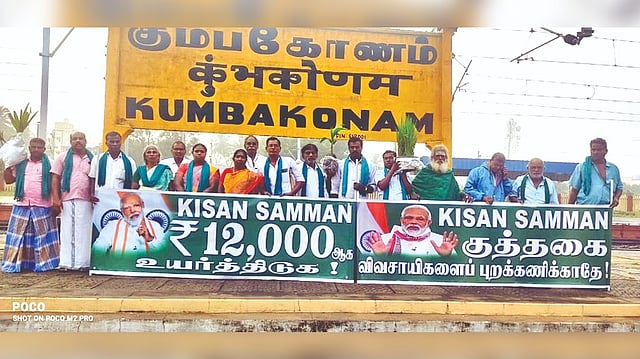 கும்பகோணம்
कुंभकोणम
KUMBAKONAM
KISAN SAMMAN
₹12,000 ஆக
உயர்த்திடுக !
KISAN SAMMAN
குத்தகை
விவசாயிகளைப் புறக்கணிக்காதே!
POCO
SHOT ON POCO M2 PRO